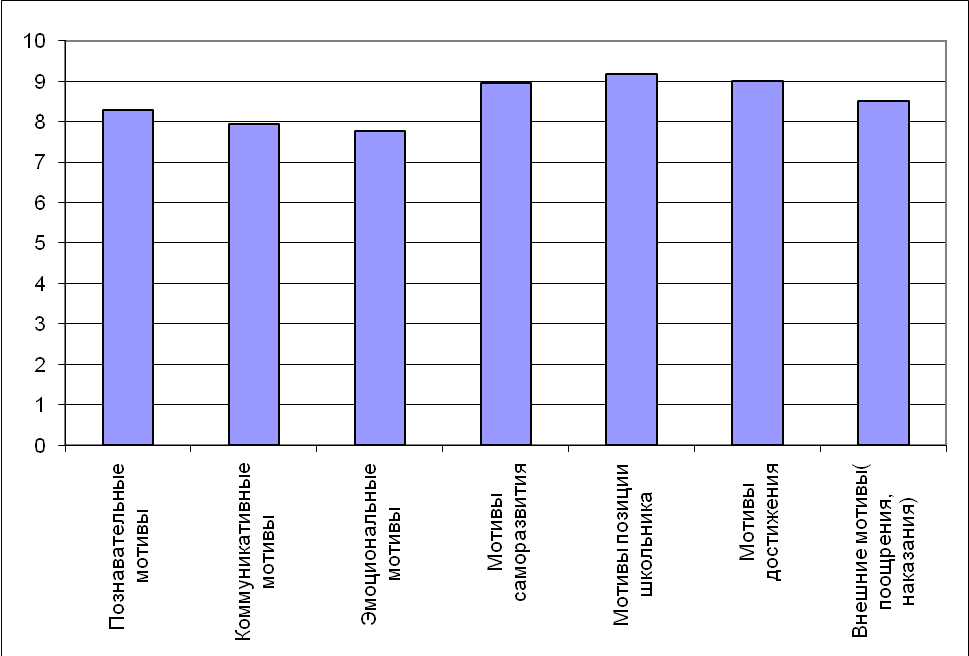 10
9
8
7
6
5
4
3
2
1
0
Познавательные
мотивы
Коммуникативные
мотивы
Эмоциональные
мотивы
Мотивы
саморазвития
Мотивы позиции
школьника
Мотивы
достижения
Внешние мотивы(
поощрения,
наказания)